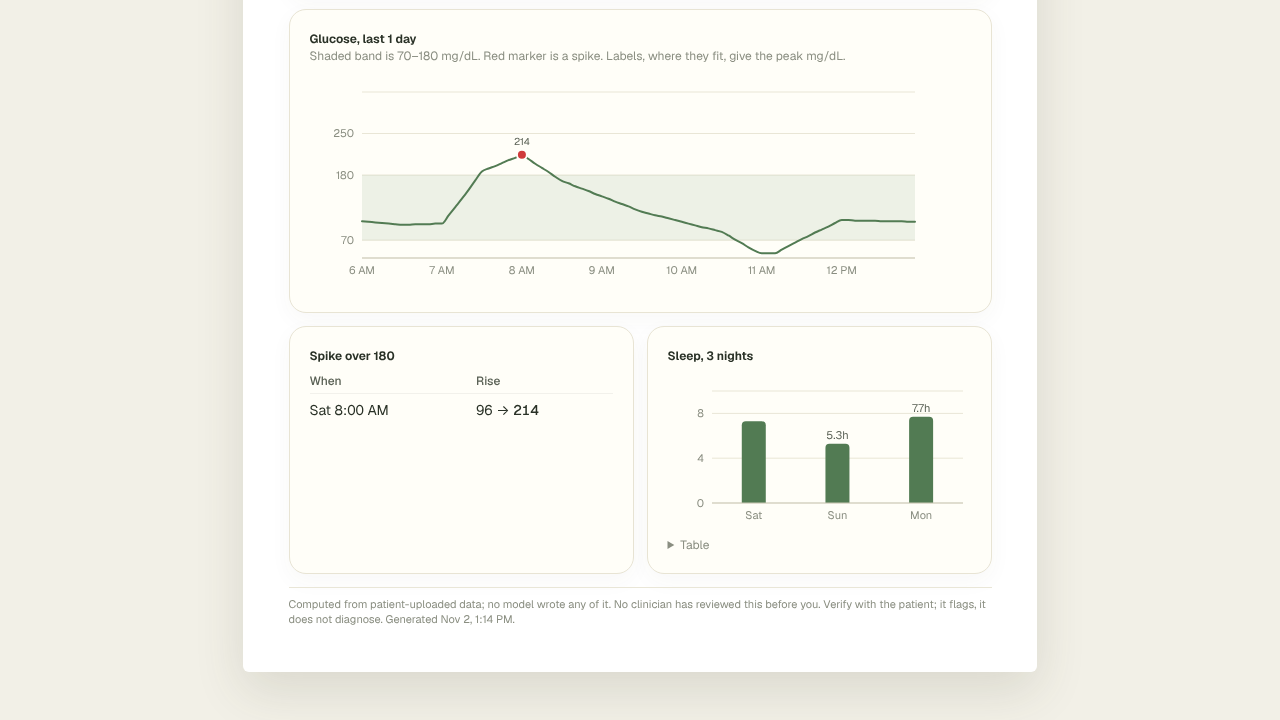 Glucose, last 1 day
Shaded band is 70–180 mg/dL. Red marker is a spike. Labels, where they fit, give the peak mg/dL.
250
214
180
70
6 AM 7 AM 8 AM 9 AM 10 AM 11 AM 12 PM
Spike over 180
When Rise
Sat 8:00 AM 96 → 214
Sleep, 3 nights
7.7h
8
5.3h
4
0
Sat Sun Mon
▶ Table
Computed from patient-uploaded data; no model wrote any of it. No clinician has reviewed this before you. Verify with the patient; it flags, it
does not diagnose. Generated Nov 2, 1:14 PM.